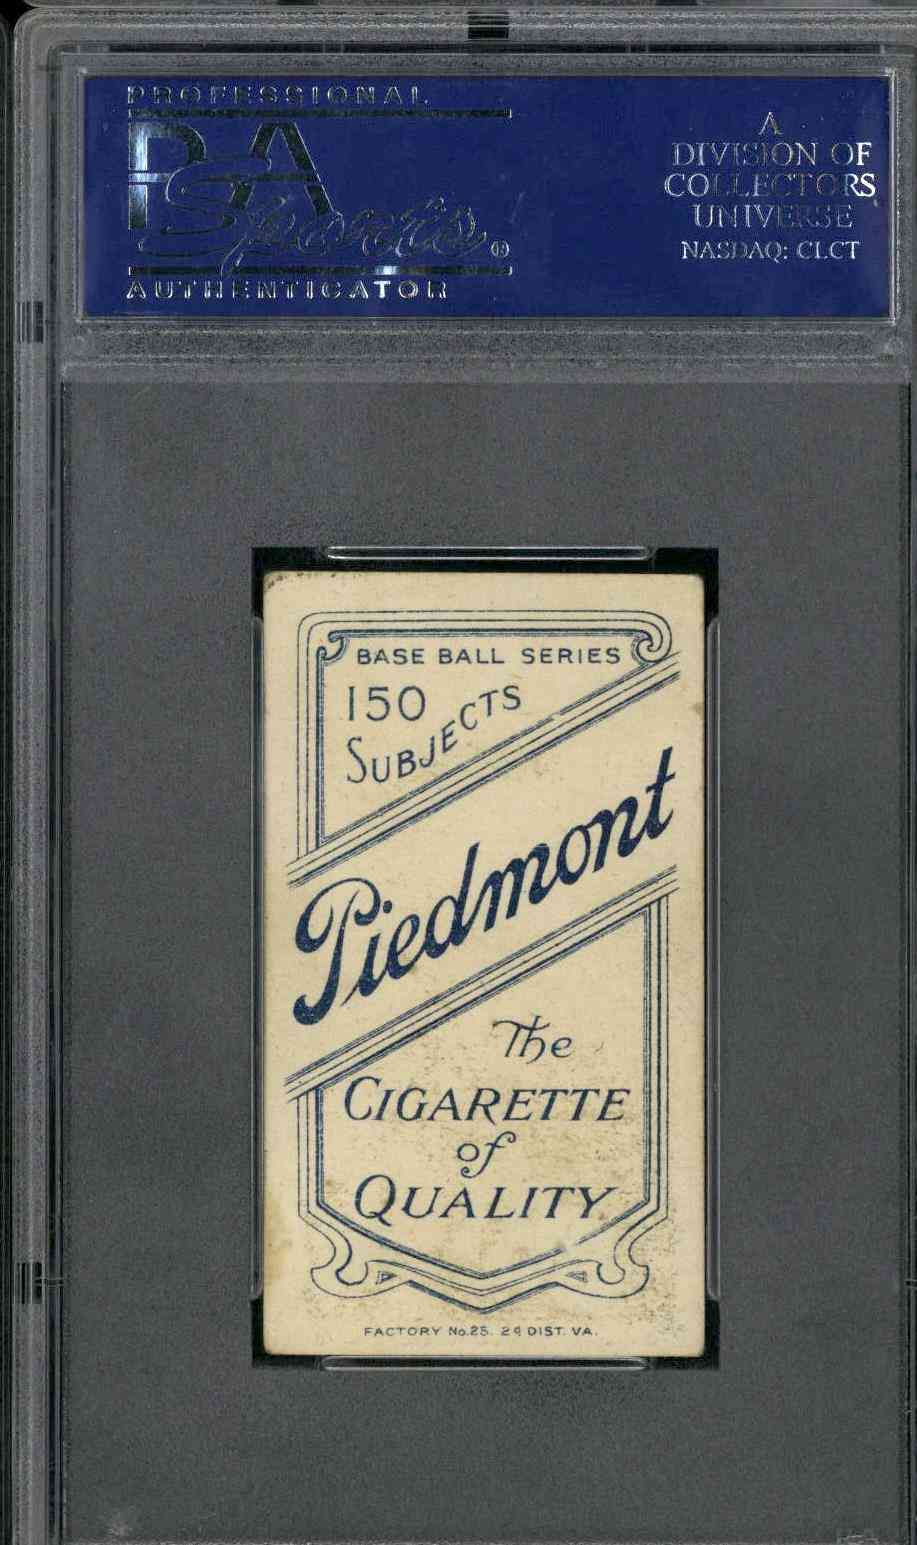 PROFESSIONAL
PSA
Sports®
AUTHENTICATOR
A
DIVISION OF
COLLECTORS
UNIVERSE
NASDAQ: CLCT
BASE BALL SERIES
150
SUBJECTS
Piedmont
The
CIGARETTE
of
QUALITY
FACTORY No.25. 2d DIST. VA.